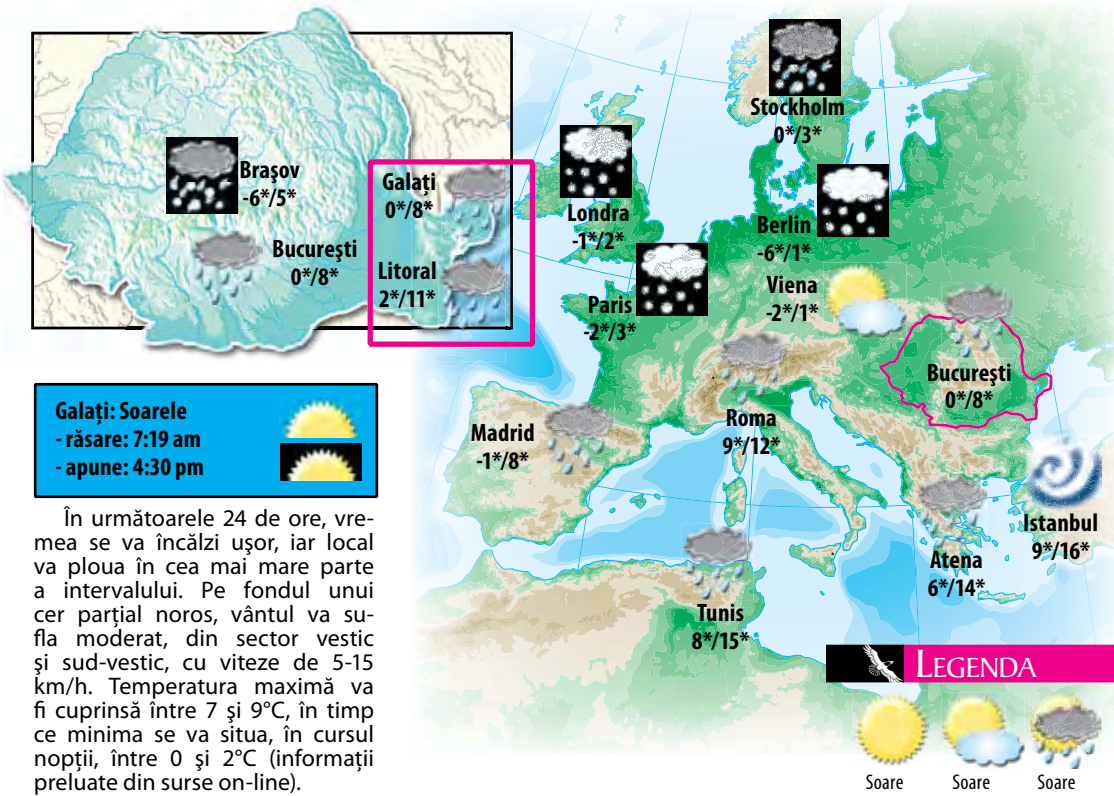 Braşov
-6*/5*
Bucureşti
0*/8*
Galaţi
0*/8*
Litoral
2*/11*
Stockholm
0*/3*
Londra
-1*/2*
Berlin
-6*/1*
Paris
-2*/3*
Viena
-2*/1*
Bucureşti
0*/8*
Madrid
-1*/8*
Roma
9*/12*
Istanbul
9*/16*
Atena
6*/14*
Tunis
8*/15*
Galaţi: Soarele
- răsare: 7:19 am
- apune: 4:30 pm
În următoarele 24 de ore, vre-
mea se va încălzi uşor, iar local
va ploua în cea mai mare parte
a intervalului. Pe fondul unui
cer parţial noros, vântul va su-
fla moderat, din sector vestic
şi sud-vestic, cu viteze de 5-15
km/h. Temperatura maximă va
fi cuprinsă între 7 şi 9°C, în timp
ce minima se va situa, în cursul
nopţii, între 0 şi 2°C (informaţii
preluate din surse on-line).
LEGENDA
Soare
Soare
Soare